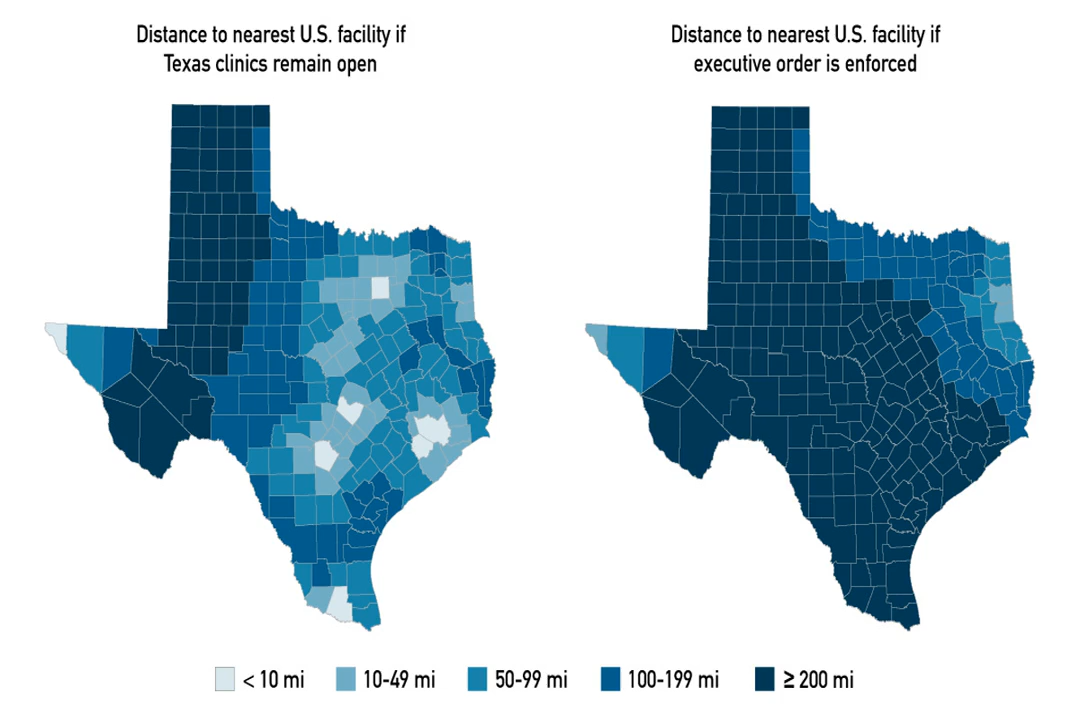 Distance to nearest U.S. facility if
Texas clinics remain open
Distance to nearest U.S. facility if
executive order is enforced
< 10 mi
10-49 mi
50-99 mi
100-199 mi
≥ 200 mi